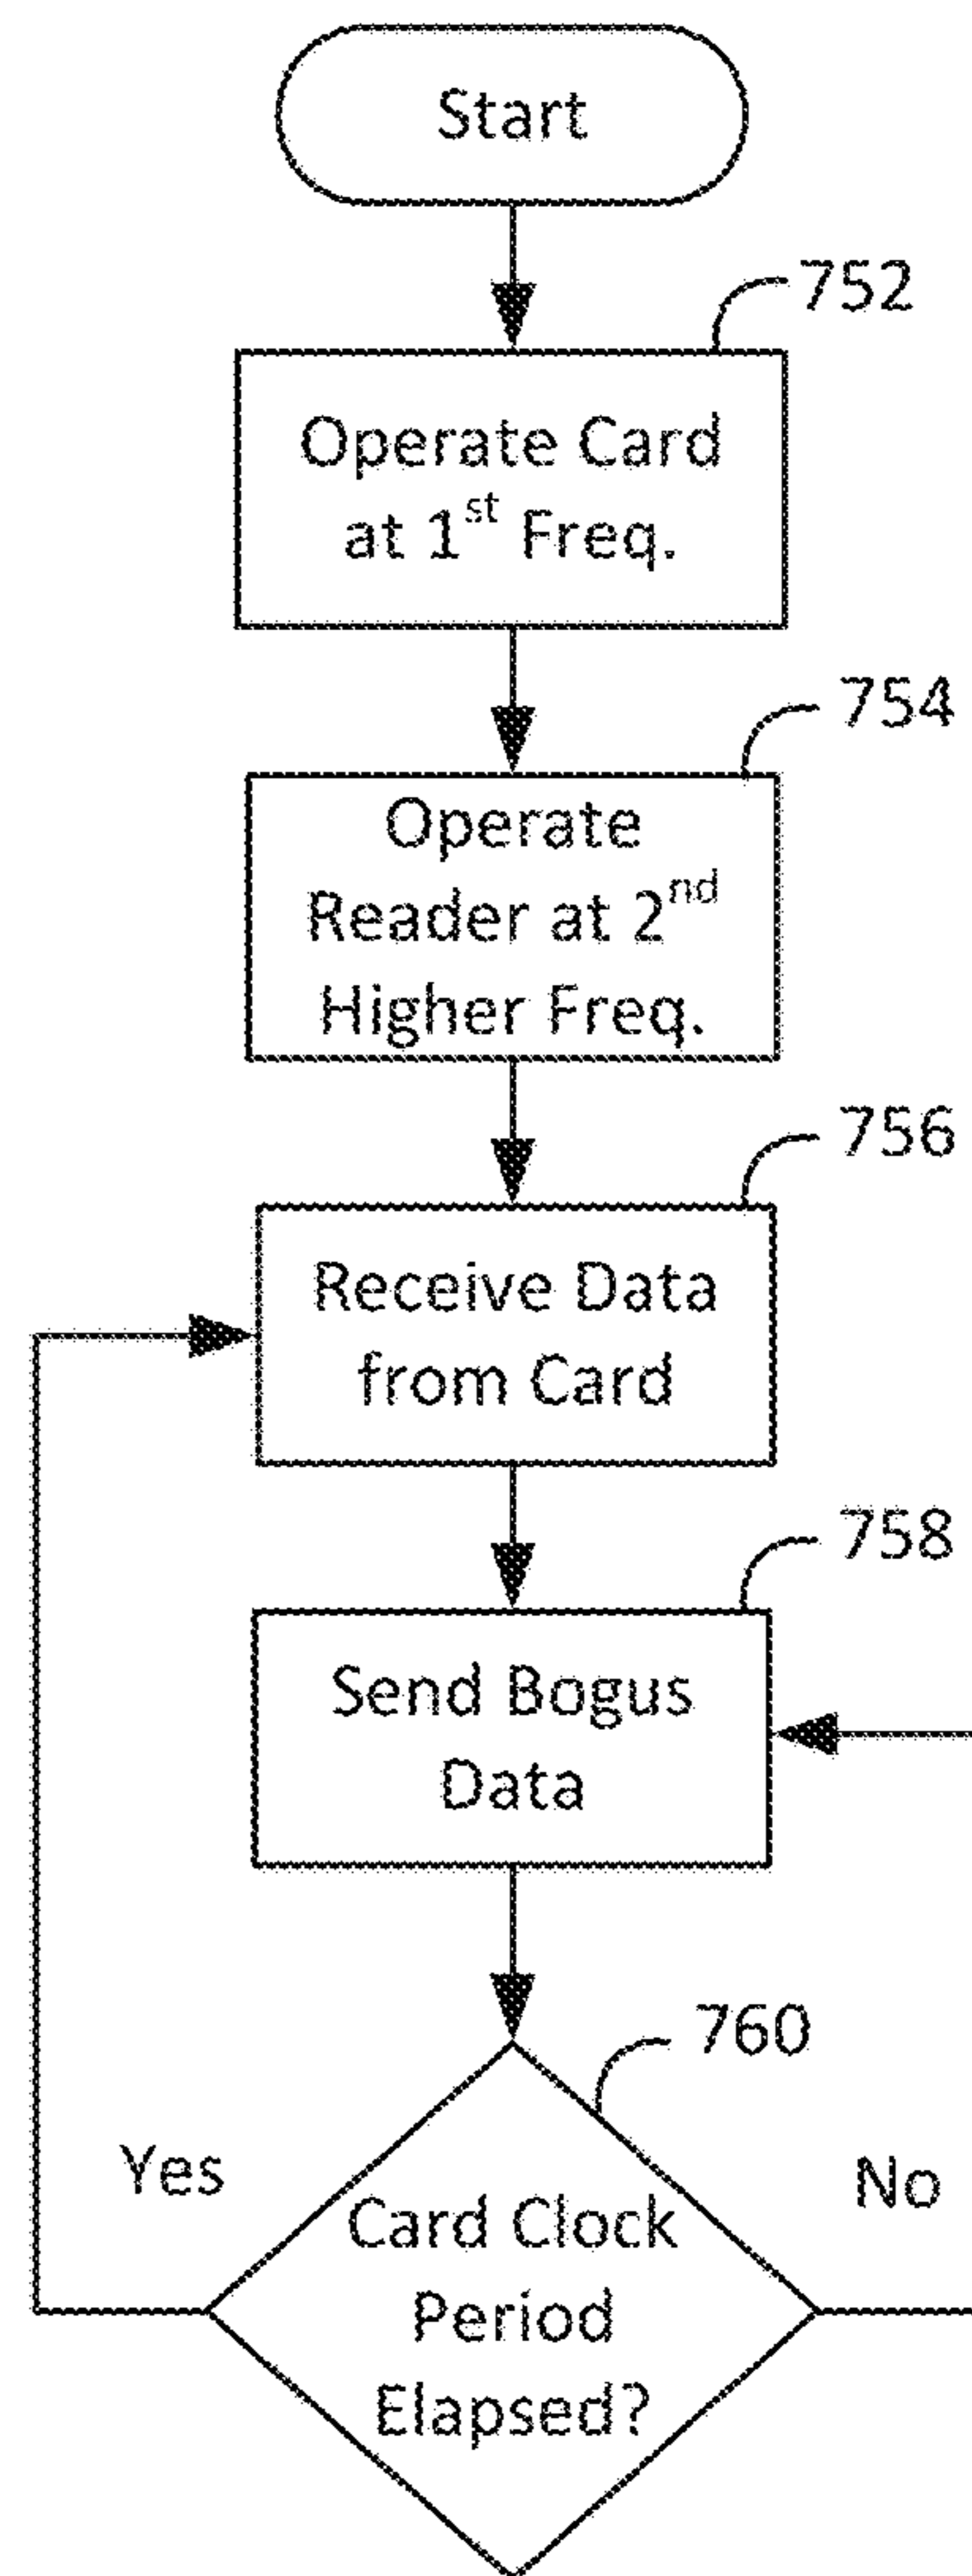 Start
752
Operate Card
at 1st Freq.
754
Operate
Reader at 2nd
Higher Freq.
756
Receive Data
from Card
758
Send Bogus
Data
760
Yes
No
Card Clock
Period
Elapsed?